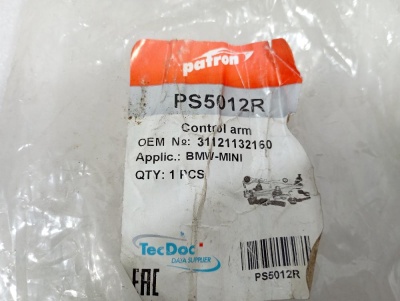 patron
PS5012R
Control arm
OEM №: 31121132160
Applic.: BMW-MINI
QTY: 1 PCS
TecDoc
DATA SUPPLIER
EAC
PS5012R